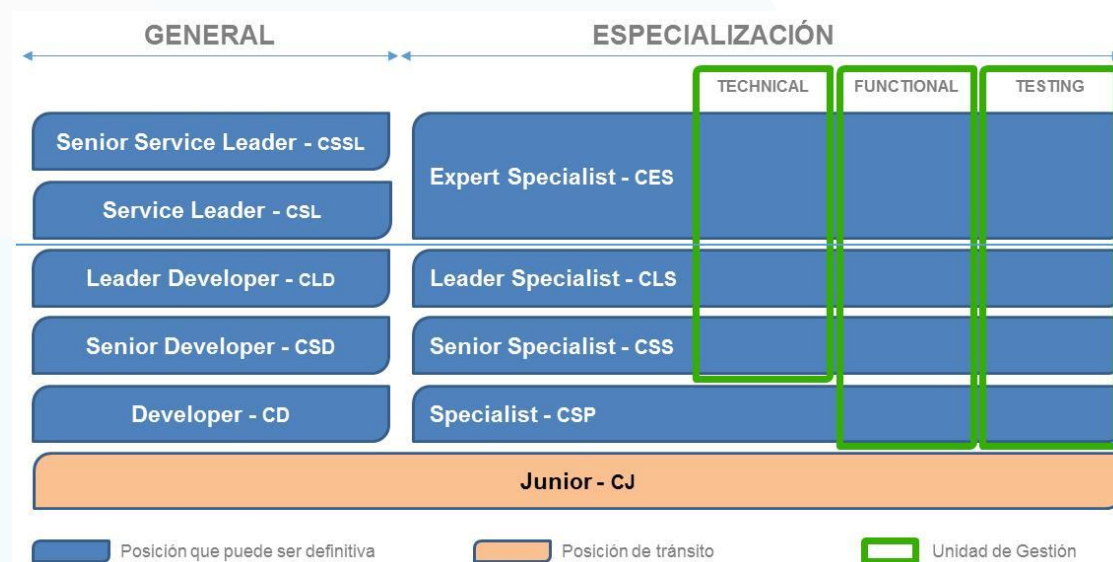 GENERAL
ESPECIALIZACIÓN
TECHNICAL
FUNCTIONAL
TESTING
Senior Service Leader - CSSL
Expert Specialist - CES
Service Leader - CSL
Leader Developer - CLD
Leader Specialist - CLS
Senior Developer - CSD
Senior Specialist - CSS
Developer - CD
Specialist - CSP
Junior - CJ
Posición que puede ser definitiva
Posición de tránsito
Unidad de Gestión